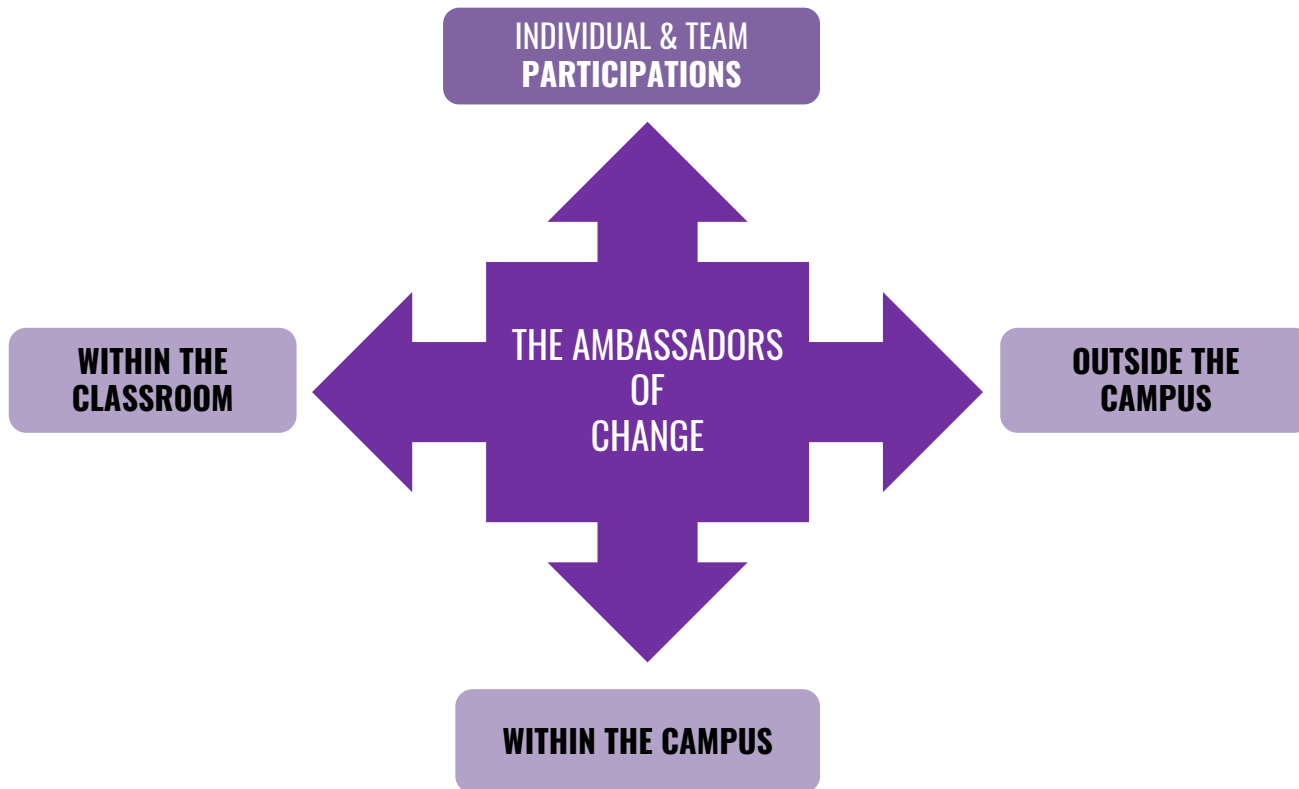 INDIVIDUAL & TEAM
PARTICIPATIONS
THE AMBASSADORS
OF
CHANGE
WITHIN THE
CLASSROOM
OUTSIDE THE
CAMPUS
WITHIN THE CAMPUS